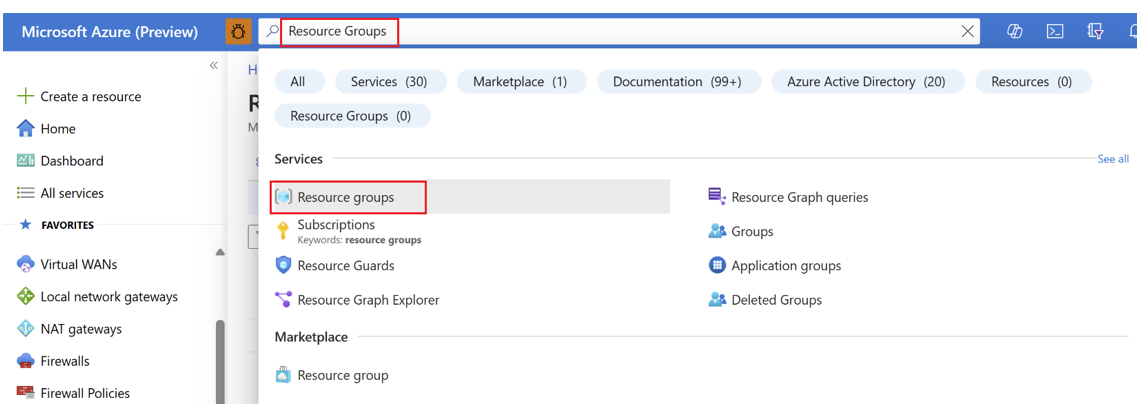 Microsoft Azure (Preview)
Resource Groups
Create a resource
Home
Dashboard
All services
FAVORITES
Virtual WANs
Local network gateways
NAT gateways
Firewalls
Firewall Policies
H
R
M
All
Services (30)
Marketplace (1)
Documentation (99+)
Azure Active Directory (20)
Resources (0)
Resource Groups (0)
Services
See all
Resource groups
Subscriptions
Keywords: resource groups
Resource Guards
Resource Graph Explorer
Resource Graph queries
Groups
Application groups
Deleted Groups
Marketplace
Resource group